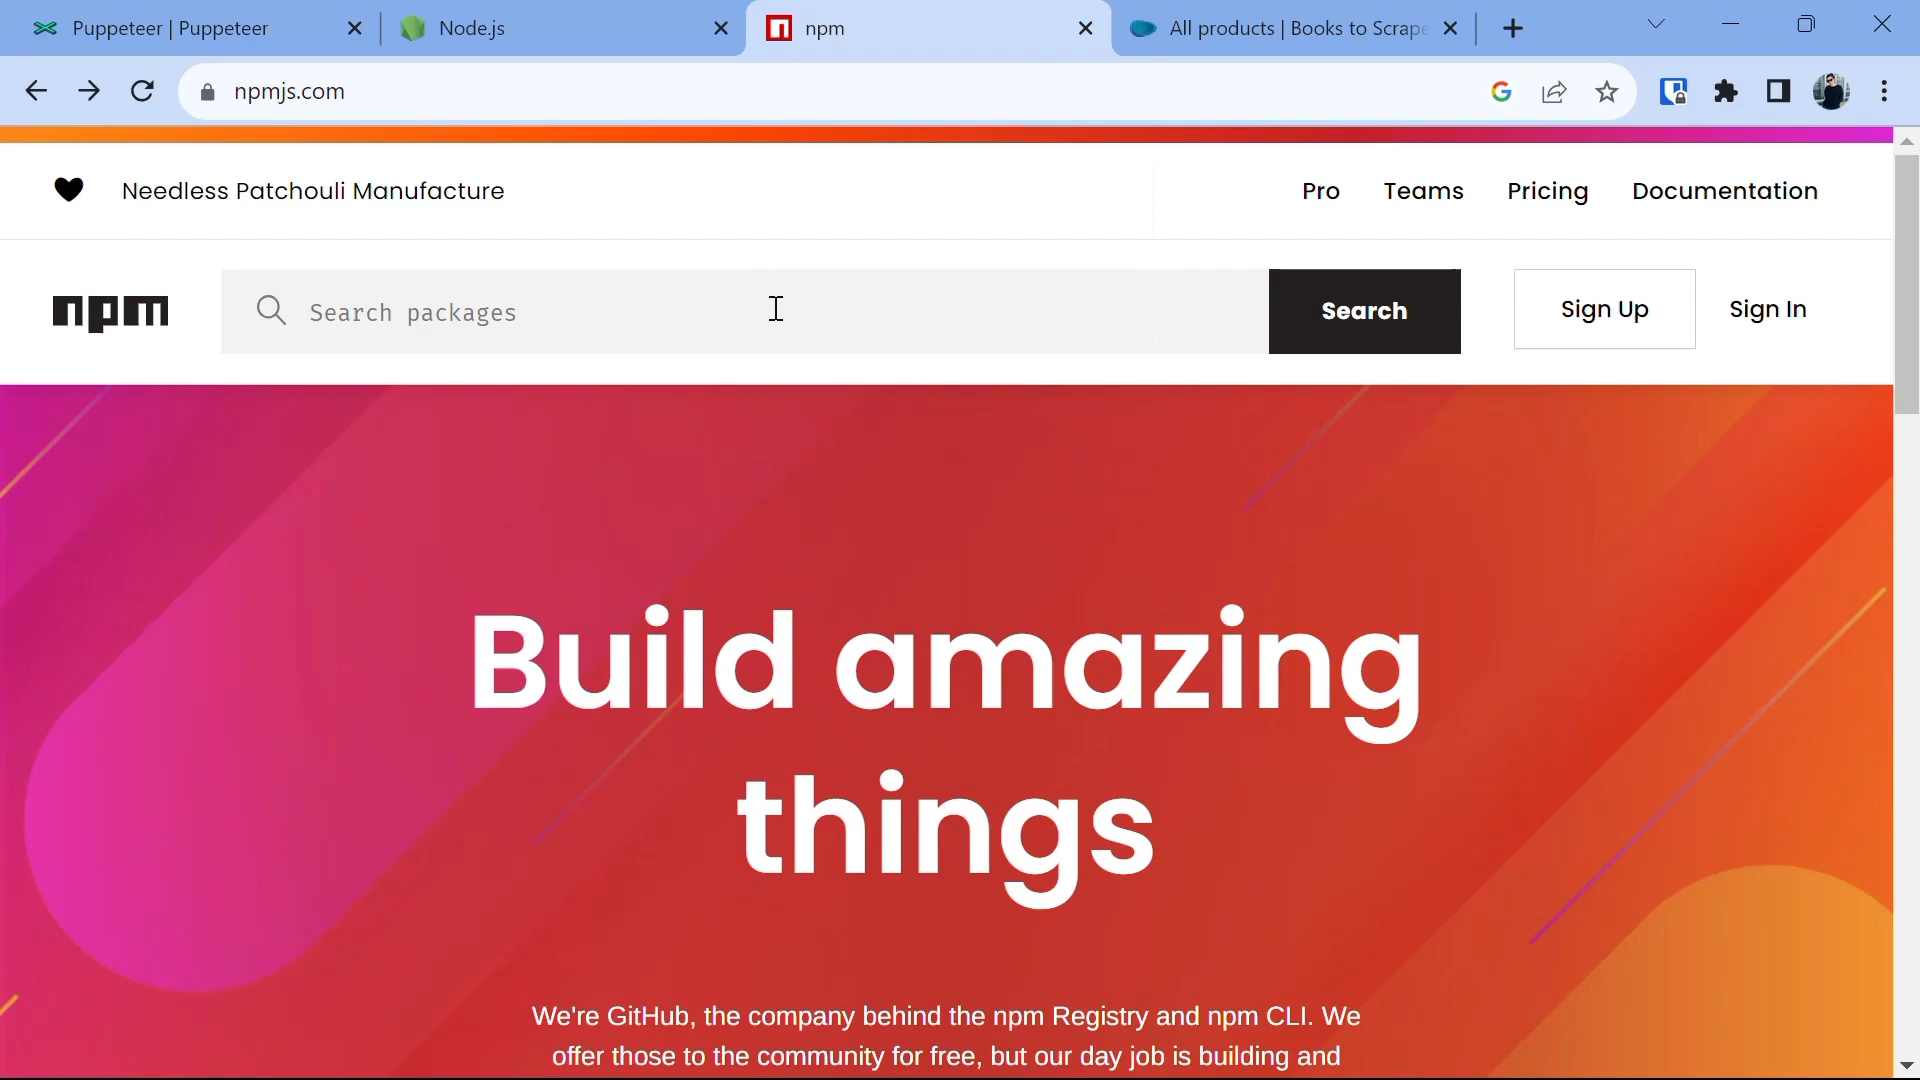 Puppeteer | Puppeteer
Node.js
npm
All products | Books to Scrape
npmjs.com
Needless Patchouli Manufacture
Pro
Teams
Pricing
Documentation
npm
Search packages
Search
Sign Up
Sign In
Build amazing
things
We're GitHub, the company behind the npm Registry and npm CLI. We
offer those to the community for free, but our day job is building and